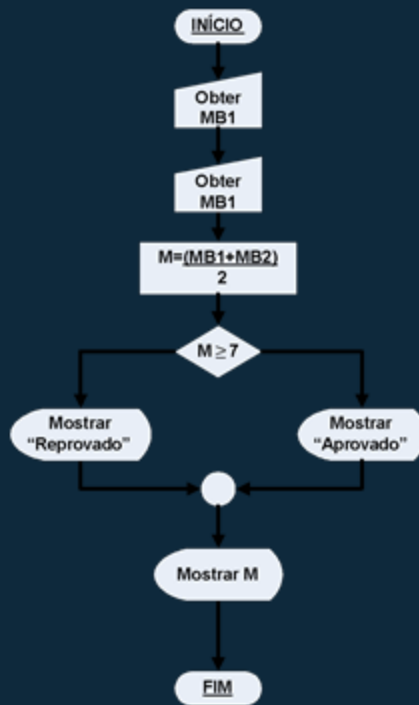 INÍCIO
Obter
MB1
Obter
MB1
M=(MB1+MB2)
2
M ≥ 7
Mostrar
“Reprovado”
Mostrar
“Aprovado”
Mostrar M
FIM